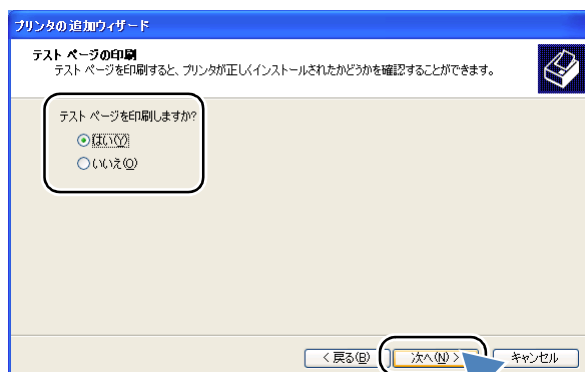 プリンタの追加ウィザード
テスト ページの印刷
テスト ページを印刷すると、プリンタが正しくインストールされたかどうかを確認することができます。
テスト ページを印刷しますか?
はい(Y)
いいえ(O)
< 戻る(B) 次へ(N) > キャンセル